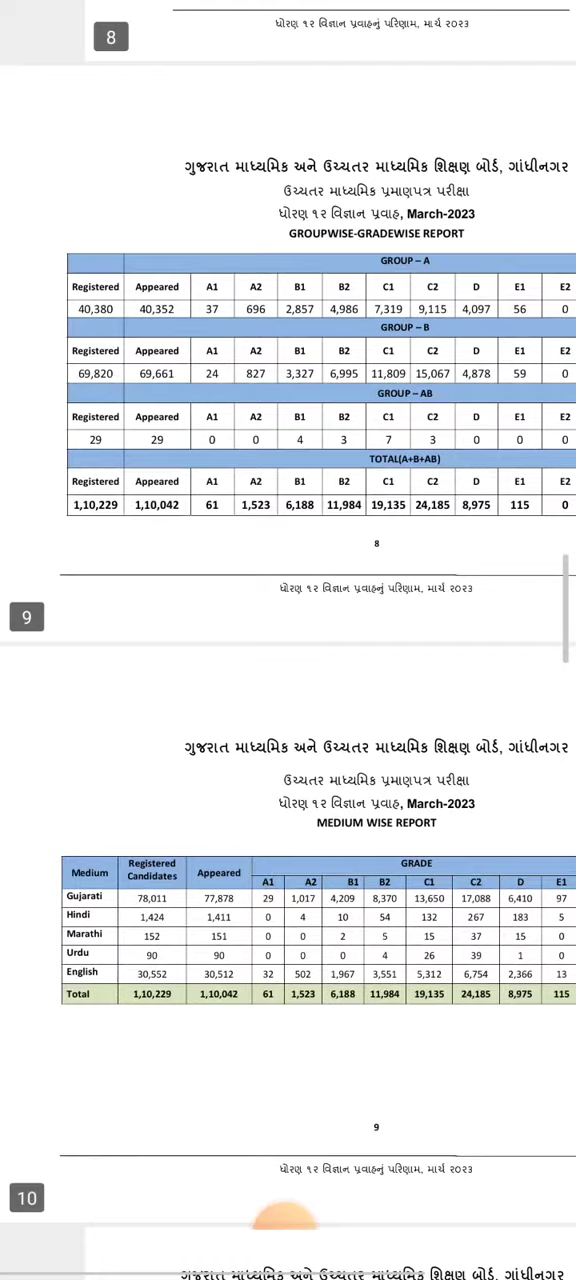 ધોરણ ૧૨ વિજ્ઞાન પ્રવાહનું પરિણામ, માર્ચ ૨૦૨૩
8
ગુજરાત માધ્યમિક અને ઉચ્ચતર માધ્યમિક શિક્ષણ બોર્ડ, ગાંધીનગર
ઉચ્ચતર માધ્યમિક પ્રમાણપત્ર પરીક્ષા
ધોરણ ૧૨ વિજ્ઞાન પ્રવાહ, March-2023
GROUPWISE-GRADEWISE REPORT
GROUP – A
Registered Appeared A1 A2 B1 B2 C1 C2 D E1 E2
40,380 40,352 37 696 2,857 4,986 7,319 9,115 4,097 56 0
GROUP – B
Registered Appeared A1 A2 B1 B2 C1 C2 D E1 E2
69,820 69,661 24 827 3,327 6,995 11,809 15,067 4,878 59 0
GROUP – AB
Registered Appeared A1 A2 B1 B2 C1 C2 D E1 E2
29 29 0 0 4 3 7 3 0 0 0
TOTAL(A+B+AB)
Registered Appeared A1 A2 B1 B2 C1 C2 D E1 E2
1,10,229 1,10,042 61 1,523 6,188 11,984 19,135 24,185 8,975 115 0
8
ધોરણ ૧૨ વિજ્ઞાન પ્રવાહનું પરિણામ, માર્ચ ૨૦૨૩
9
ગુજરાત માધ્યમિક અને ઉચ્ચતર માધ્યમિક શિક્ષણ બોર્ડ, ગાંધીનગર
ઉચ્ચતર માધ્યમિક પ્રમાણપત્ર પરીક્ષા
ધોરણ ૧૨ વિજ્ઞાન પ્રવાહ, March-2023
MEDIUM WISE REPORT
Medium Registered Candidates Appeared GRADE
A1 A2 B1 B2 C1 C2 D E1
Gujarati 78,011 77,878 29 1,017 4,209 8,370 13,650 17,088 6,410 97
Hindi 1,424 1,411 0 4 10 54 132 267 183 5
Marathi 152 151 0 0 2 5 15 37 15 0
Urdu 90 90 0 0 0 4 26 39 1 0
English 30,552 30,512 32 502 1,967 3,551 5,312 6,754 2,366 13
Total 1,10,229 1,10,042 61 1,523 6,188 11,984 19,135 24,185 8,975 115
9
ધોરણ ૧૨ વિજ્ઞાન પ્રવાહનું પરિણામ, માર્ચ ૨૦૨૩
10
ગુજરાત માધ્યમિક અને ઉચ્ચતર માધ્યમિક શિક્ષણ બોર્ડ, ગાંધીનગર